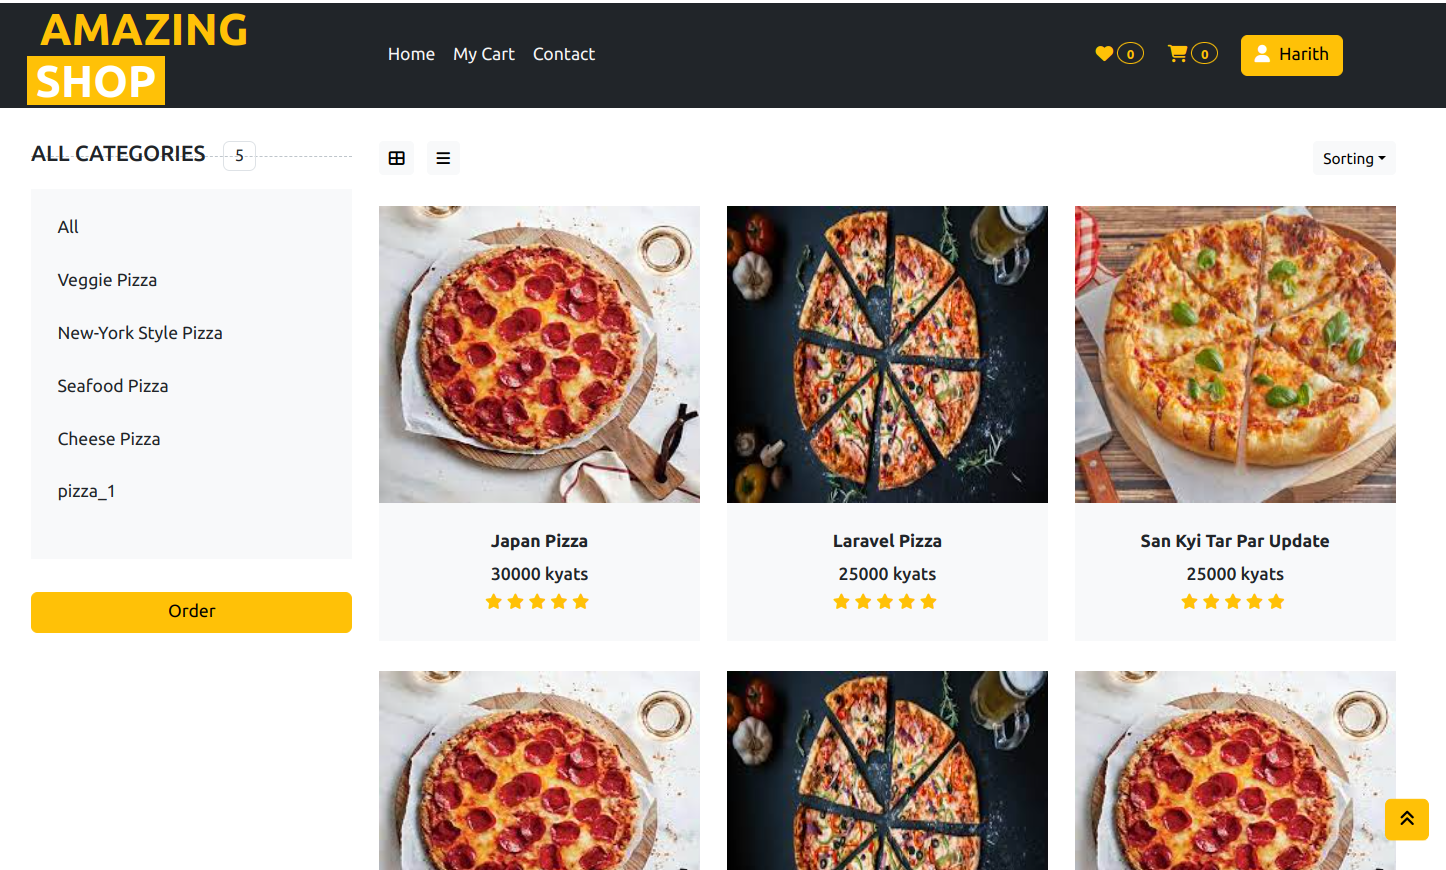 AMAZING
SHOP
Home My Cart Contact
0 0 Harith
ALL CATEGORIES 5
Sorting
All
Veggie Pizza
New-York Style Pizza
Seafood Pizza
Cheese Pizza
pizza_1
Order
Japan Pizza
30000 kyats
Laravel Pizza
25000 kyats
San Kyi Tar Par Update
25000 kyats